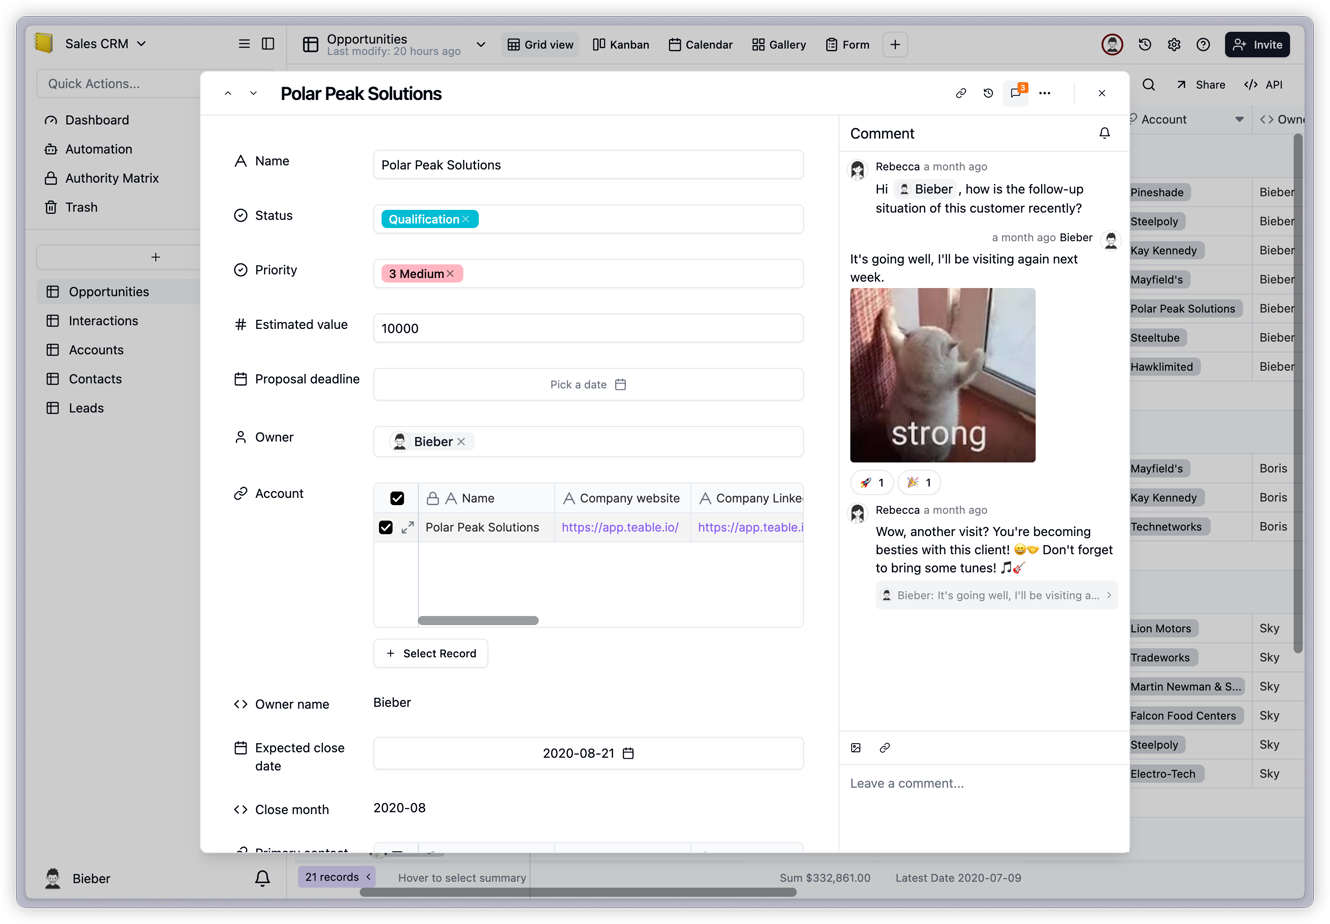 Sales CRM
Opportunities
Last modify: 20 hours ago
Grid view
Kanban
Calendar
Gallery
Form
Invite
Quick Actions...
Share
API
Dashboard
Automation
Authority Matrix
Trash
Opportunities
Interactions
Accounts
Contacts
Leads
Bieber
Polar Peak Solutions
3
Name
Polar Peak Solutions
Status
Qualification
Priority
3 Medium
Estimated value
10000
Proposal deadline
Pick a date
Owner
Bieber
Account
Name
Company website
Company Linke
Polar Peak Solutions
https://app.teable.io/
https://app.teable.i
Select Record
Owner name
Bieber
Expected close
date
2020-08-21
Close month
2020-08
Primary contact
Comment
Rebecca a month ago
Hi Bieber , how is the follow-up
situation of this customer recently?
a month ago Bieber
It's going well, I'll be visiting again next
week.
strong
🚀 1
🎉 1
Rebecca a month ago
Wow, another visit? You're becoming
besties with this client! 😄🤝 Don't forget
to bring some tunes! 🎵🎸
Bieber: It's going well, I'll be visiting a...
Leave a comment...
Account
Owne
Pineshade
Bieber
Steelpoly
Bieber
Kay Kennedy
Bieber
Mayfield's
Bieber
Polar Peak Solutions
Bieber
Steeltube
Bieber
Hawklimited
Bieber
Mayfield's
Boris
Kay Kennedy
Boris
Technetworks
Boris
Lion Motors
Sky
Tradeworks
Sky
Martin Newman & S...
Sky
Falcon Food Centers
Sky
Steelpoly
Sky
Electro-Tech
Sky
21 records
Hover to select summary
Sum $332,861.00
Latest Date 2020-07-09